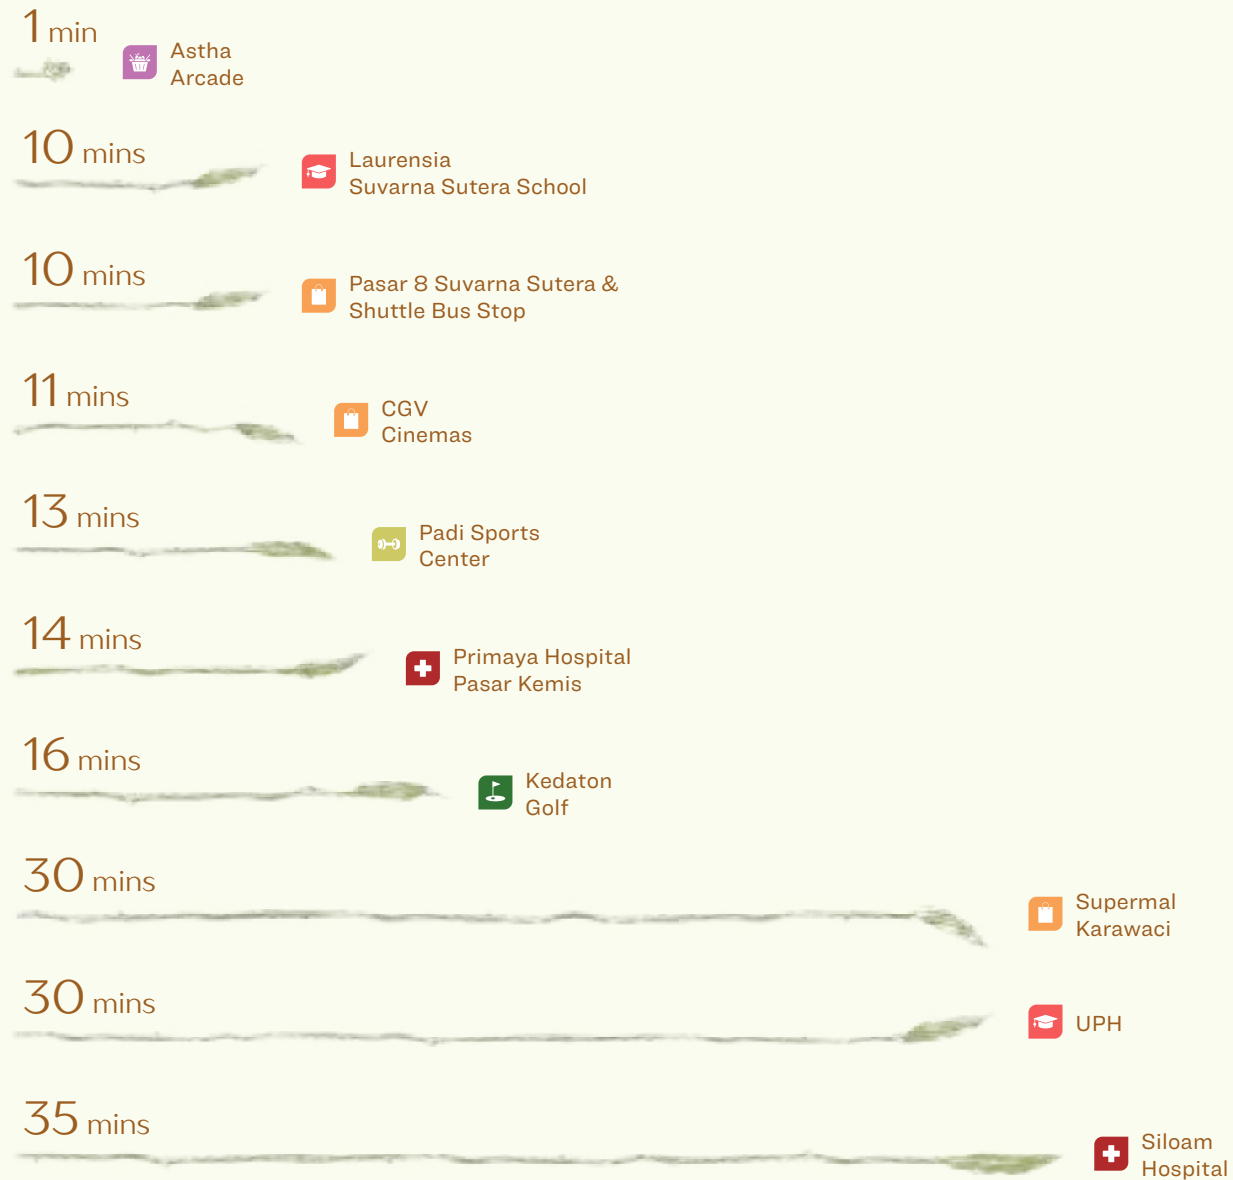 1 min
Astha
Arcade
10 mins
Laurensia
Suvarna Sutera School
10 mins
Pasar 8 Suvarna Sutera &
Shuttle Bus Stop
11 mins
CGV
Cinemas
13 mins
Padi Sports
Center
14 mins
Primaya Hospital
Pasar Kemis
16 mins
Kedaton
Golf
30 mins
Supermal
Karawaci
30 mins
UPH
35 mins
Siloam
Hospital